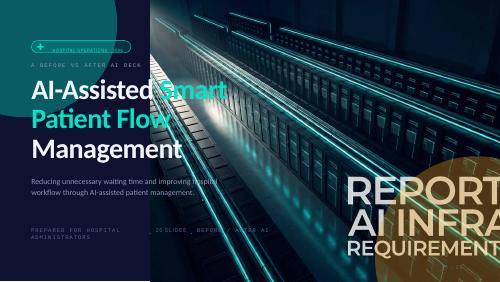 HOSPITAL OPERATIONS · 2026
A BEFORE VS AFTER AI DECK
AI-Assisted Smart
Patient Flow
Management
Reducing unnecessary waiting time and improving hospital
workflow through AI-assisted patient management.
PREPARED FOR HOSPITAL
ADMINISTRATORS
· 20 SLIDES · BEFORE / AFTER AI
REPORT
AI INFRA
REQUIREMENT